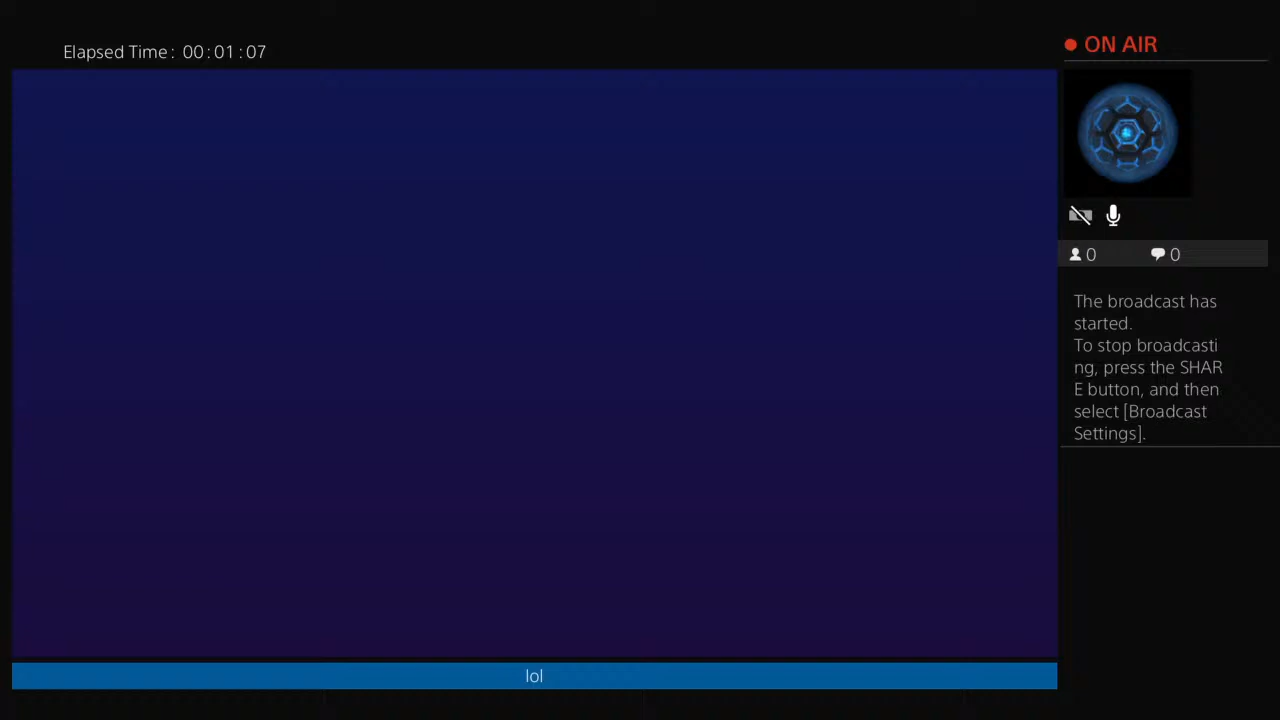 Elapsed Time: 00:01:07
ON AIR
0 0
The broadcast has
started.
To stop broadcasti
ng, press the SHAR
E button, and then
select [Broadcast
Settings].
lol